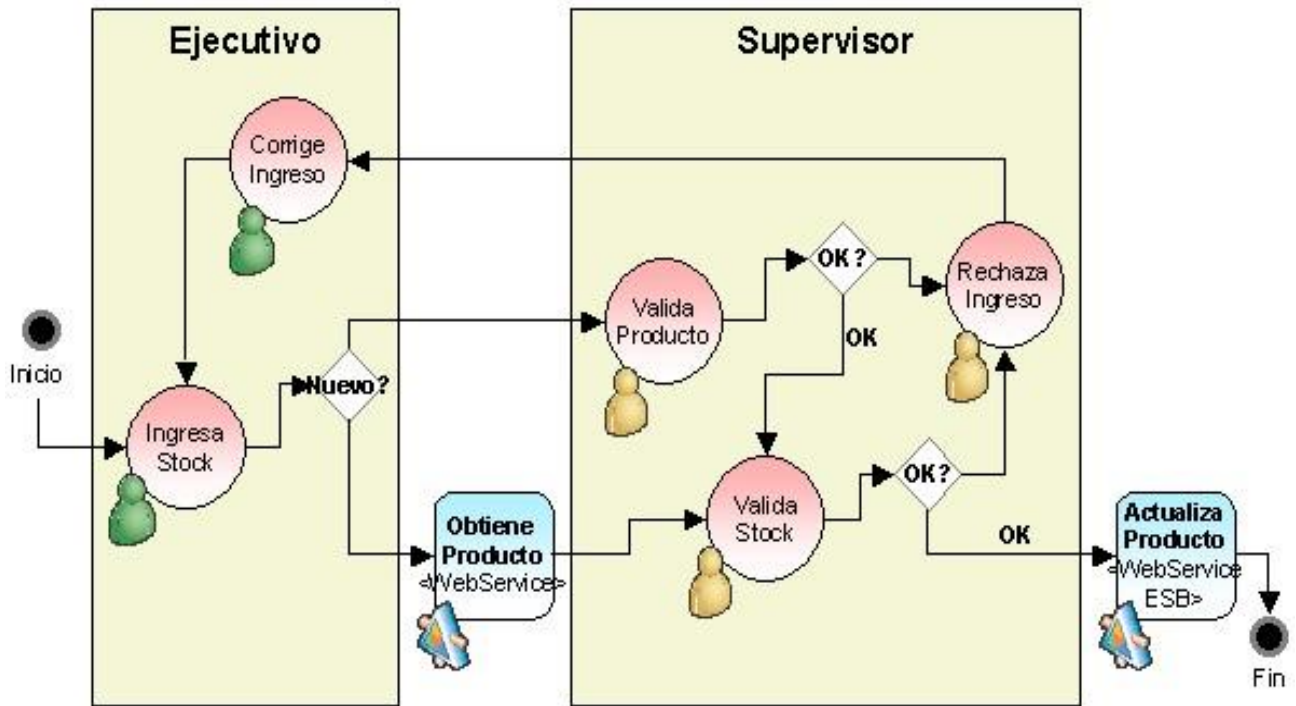 Ejecutivo
Supervisor
Corrige
Ingreso
OK?
Rechaza
Ingreso
Valida
Producto
OK
Inicio
Nuevo?
Ingresa
Stock
OK?
Valida
Stock
Obtiene
Producto
<WebService>
OK
Actualiza
Producto
<WebService
ESB>
Fin